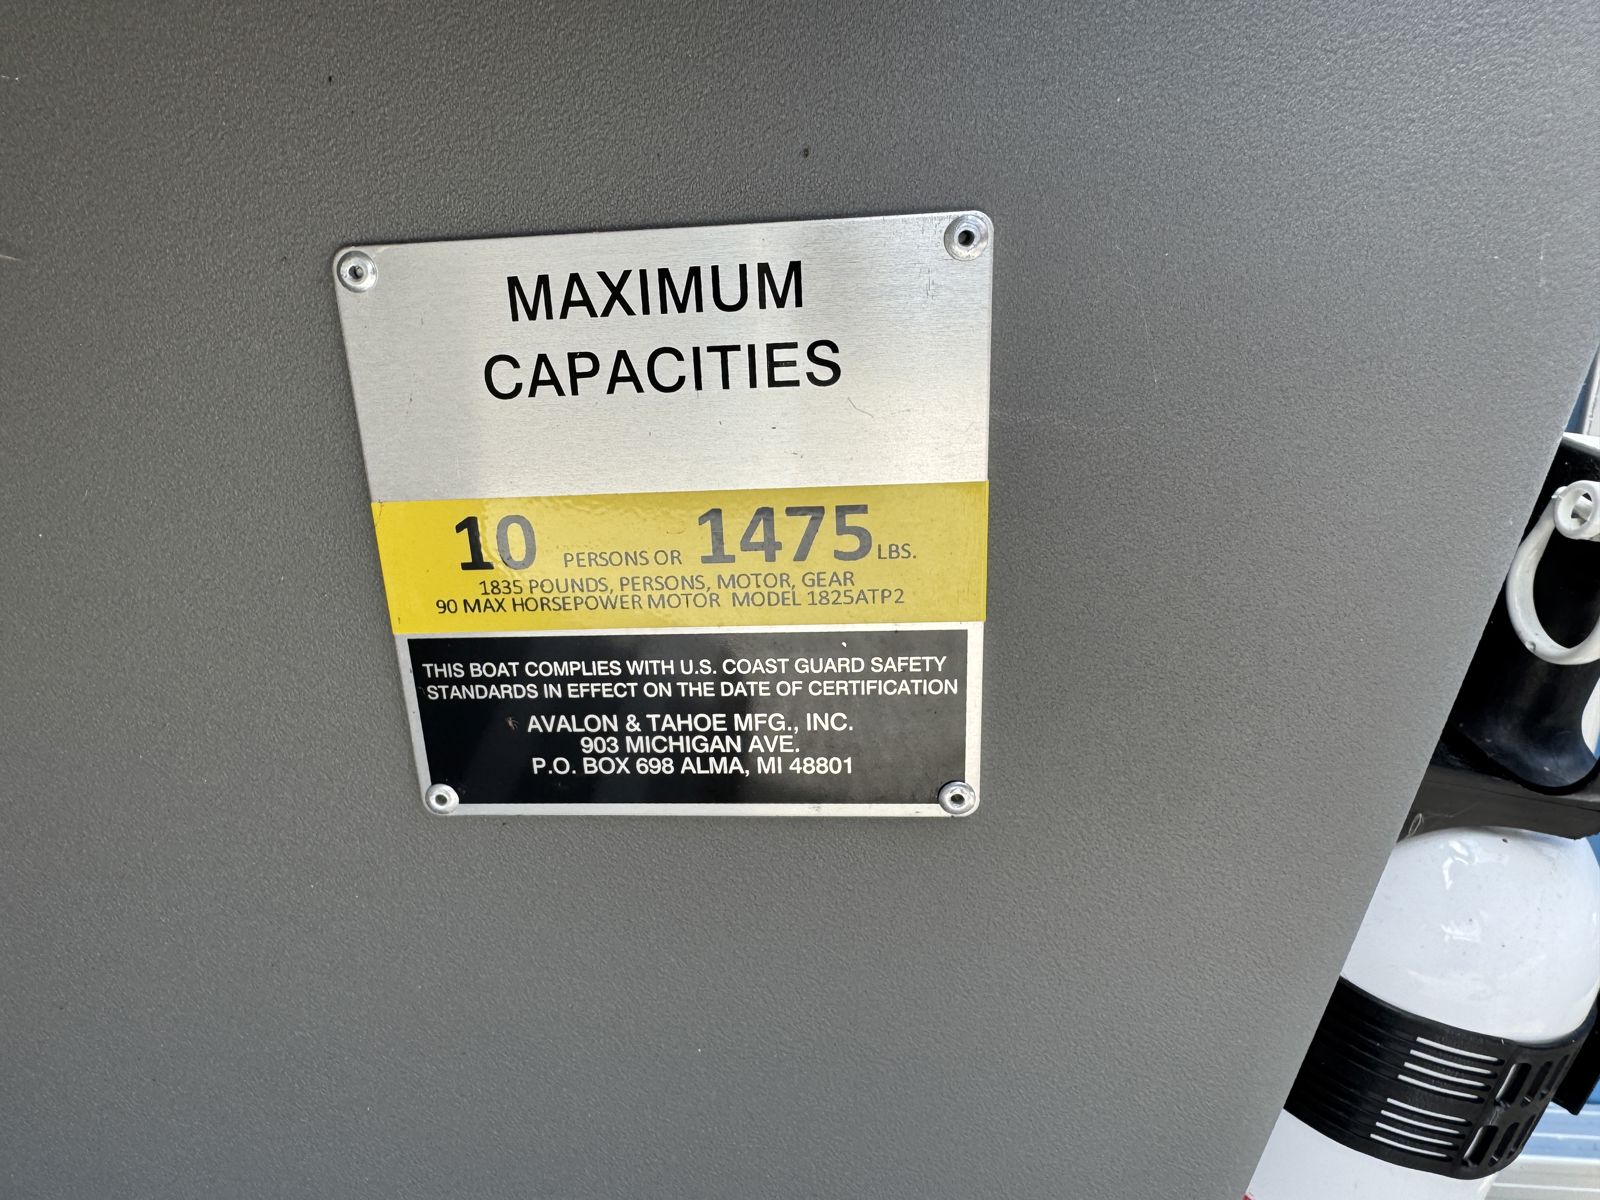 MAXIMUM
CAPACITIES
10 PERSONS OR 1475 LBS.
1835 POUNDS, PERSONS, MOTOR, GEAR
90 MAX HORSEPOWER MOTOR MODEL 1825ATP2
THIS BOAT COMPLIES WITH U.S. COAST GUARD SAFETY
STANDARDS IN EFFECT ON THE DATE OF CERTIFICATION
AVALON & TAHOE MFG., INC.
903 MICHIGAN AVE.
P.O. BOX 698 ALMA, MI 48801